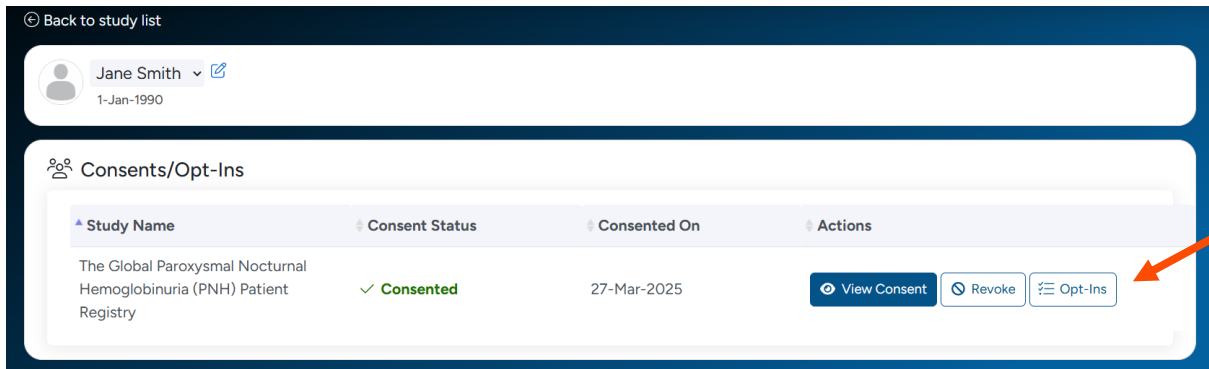 Back to study list
Jane Smith
1-Jan-1990
Consents/Opt-Ins
Study Name Consent Status Consented On Actions
The Global Paroxysmal Nocturnal
Hemoglobinuria (PNH) Patient
Registry
Consented 27-Mar-2025 View Consent Revoke Opt-Ins